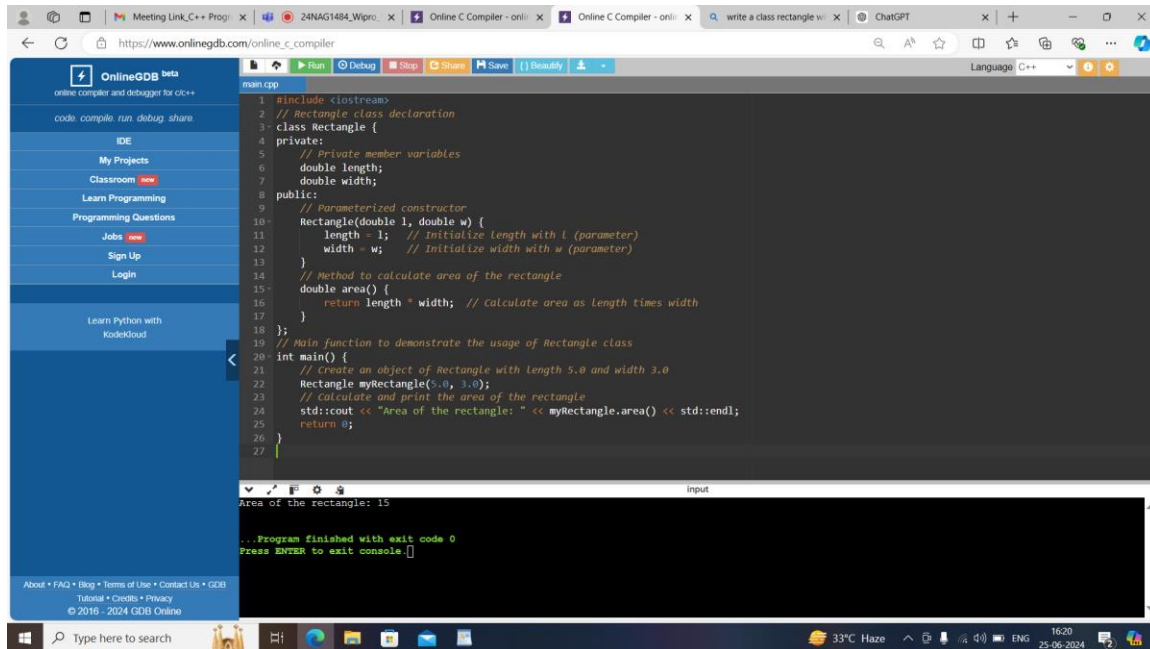 Meeting Link_C++ Progr
24NAG1484_Wipro_
Online C Compiler - onlin
Online C Compiler - onlin
write a class rectangle wi
ChatGPT
https://www.onlinegdb.com/online_c_compiler
OnlineGDB beta
online compiler and debugger for c/c++
code. compile. run. debug. share.
IDE
My Projects
Classroom new
Learn Programming
Programming Questions
Jobs new
Sign Up
Login
Learn Python with
KodeKloud
About • FAQ • Blog • Terms of Use • Contact Us • GDB
Tutorial • Credits • Privacy
© 2016 - 2024 GDB Online
Run Debug Stop Share Save { } Beautify
Language C++
main.cpp
1 #include <iostream>
2 // Rectangle class declaration
3 class Rectangle {
4 private:
5 // Private member variables
6 double length;
7 double width;
8 public:
9 // Parameterized constructor
10 Rectangle(double l, double w) {
11 length = l; // Initialize length with l (parameter)
12 width = w; // Initialize width with w (parameter)
13 }
14 // Method to calculate area of the rectangle
15 double area() {
16 return length * width; // Calculate area as length times width
17 }
18 };
19 // Main function to demonstrate the usage of Rectangle class
20 int main() {
21 // Create an object of Rectangle with length 5.0 and width 3.0
22 Rectangle myRectangle(5.0, 3.0);
23 // Calculate and print the area of the rectangle
24 std::cout << "Area of the rectangle: " << myRectangle.area() << std::endl;
25 return 0;
26 }
27
input
Area of the rectangle: 15
...Program finished with exit code 0
Press ENTER to exit console.
Type here to search
33°C Haze
ENG
16:20
25-06-2024
2